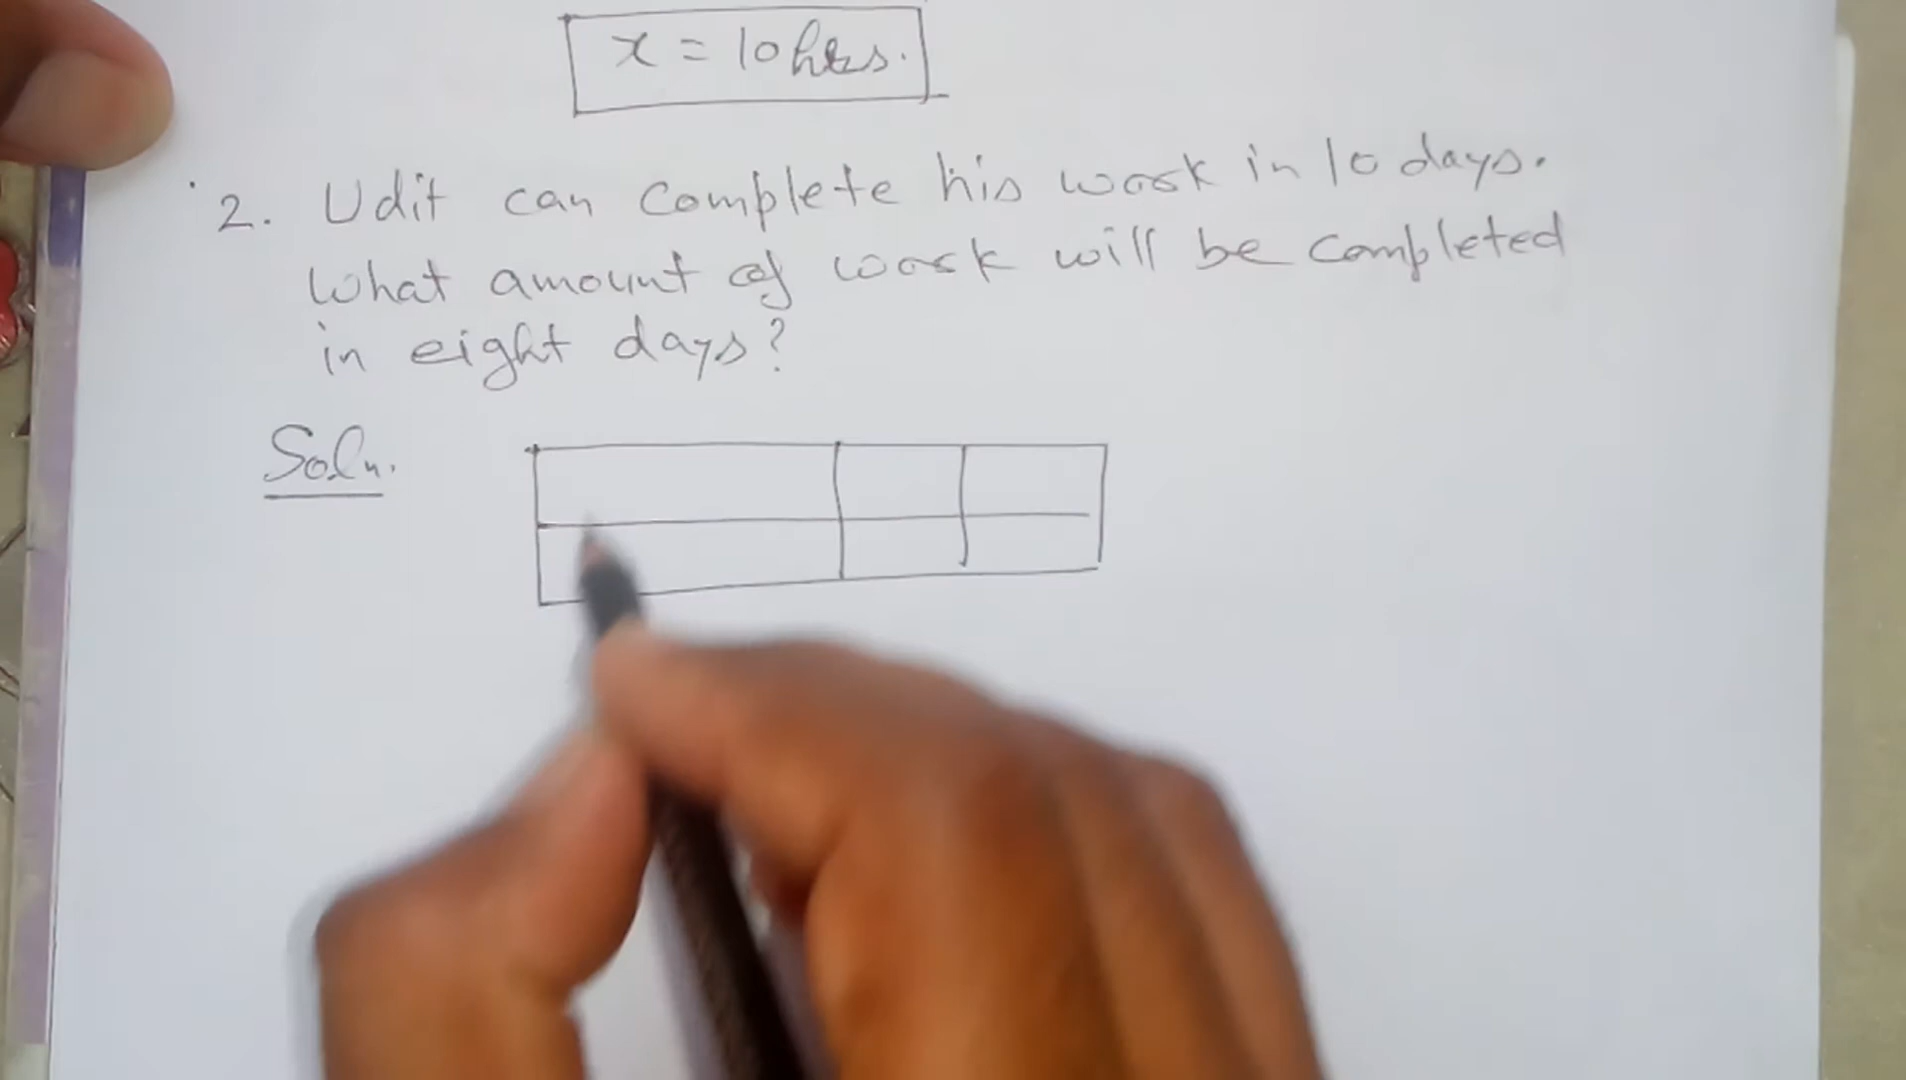 x = 10 hrs.
2. Udit can complete his work in 10 days.
What amount of work will be completed
in eight days?
Soln.